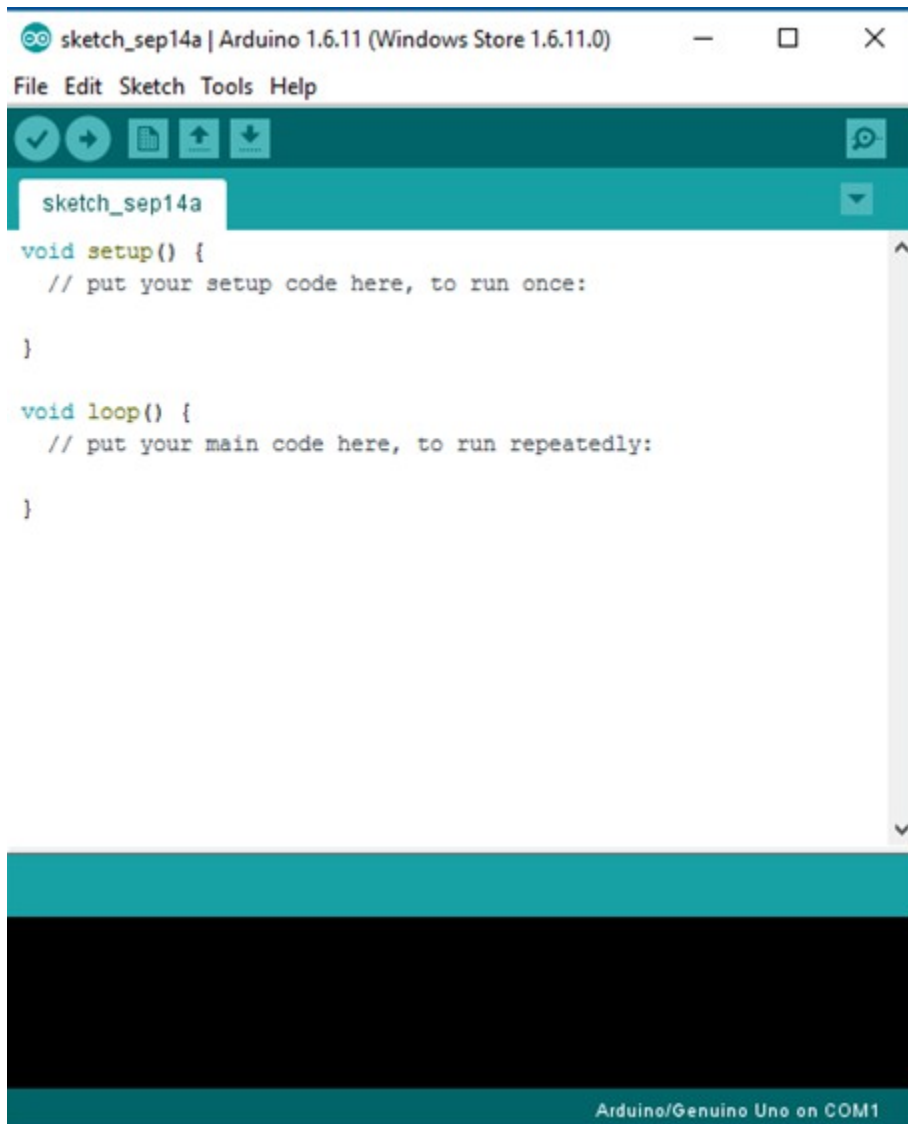 sketch_sep14a | Arduino 1.6.11 (Windows Store 1.6.11.0)
File Edit Sketch Tools Help
sketch_sep14a
void setup() {
  // put your setup code here, to run once:
}
void loop() {
  // put your main code here, to run repeatedly:
}
Arduino/Genuino Uno on COM1